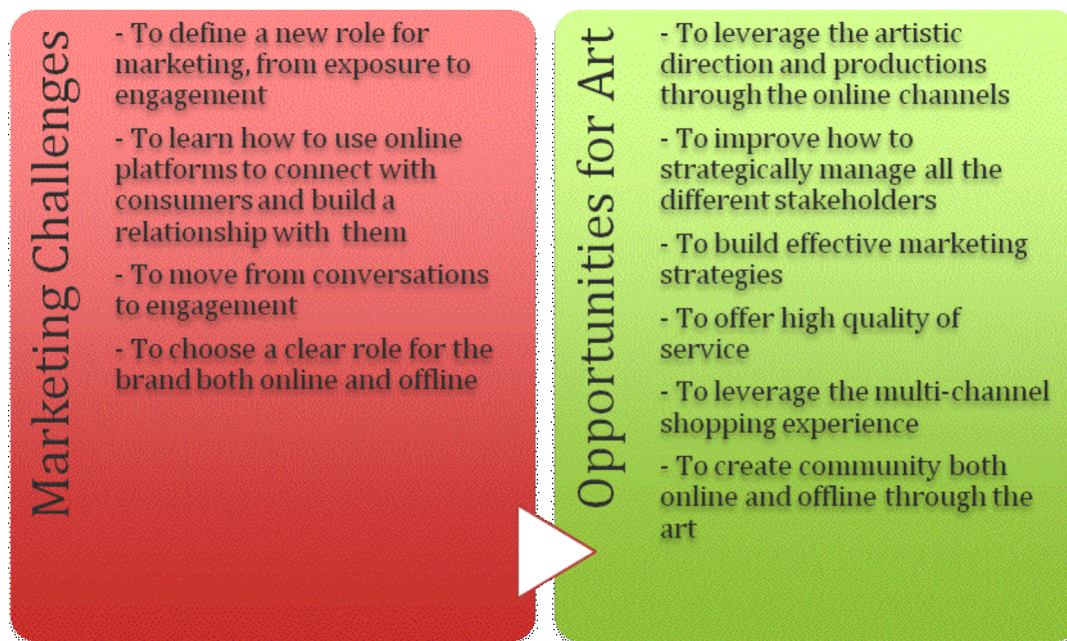 Marketing Challenges
- To define a new role for
marketing, from exposure to
engagement
- To learn how to use online
platforms to connect with
consumers and build a
relationship with them
- To move from conversations
to engagement
- To choose a clear role for the
brand both online and offline
Opportunities for Art
- To leverage the artistic
direction and productions
through the online channels
- To improve how to
strategically manage all the
different stakeholders
- To build effective marketing
strategies
- To offer high quality of
service
- To leverage the multi-channel
shopping experience
- To create community both
online and offline through the
art